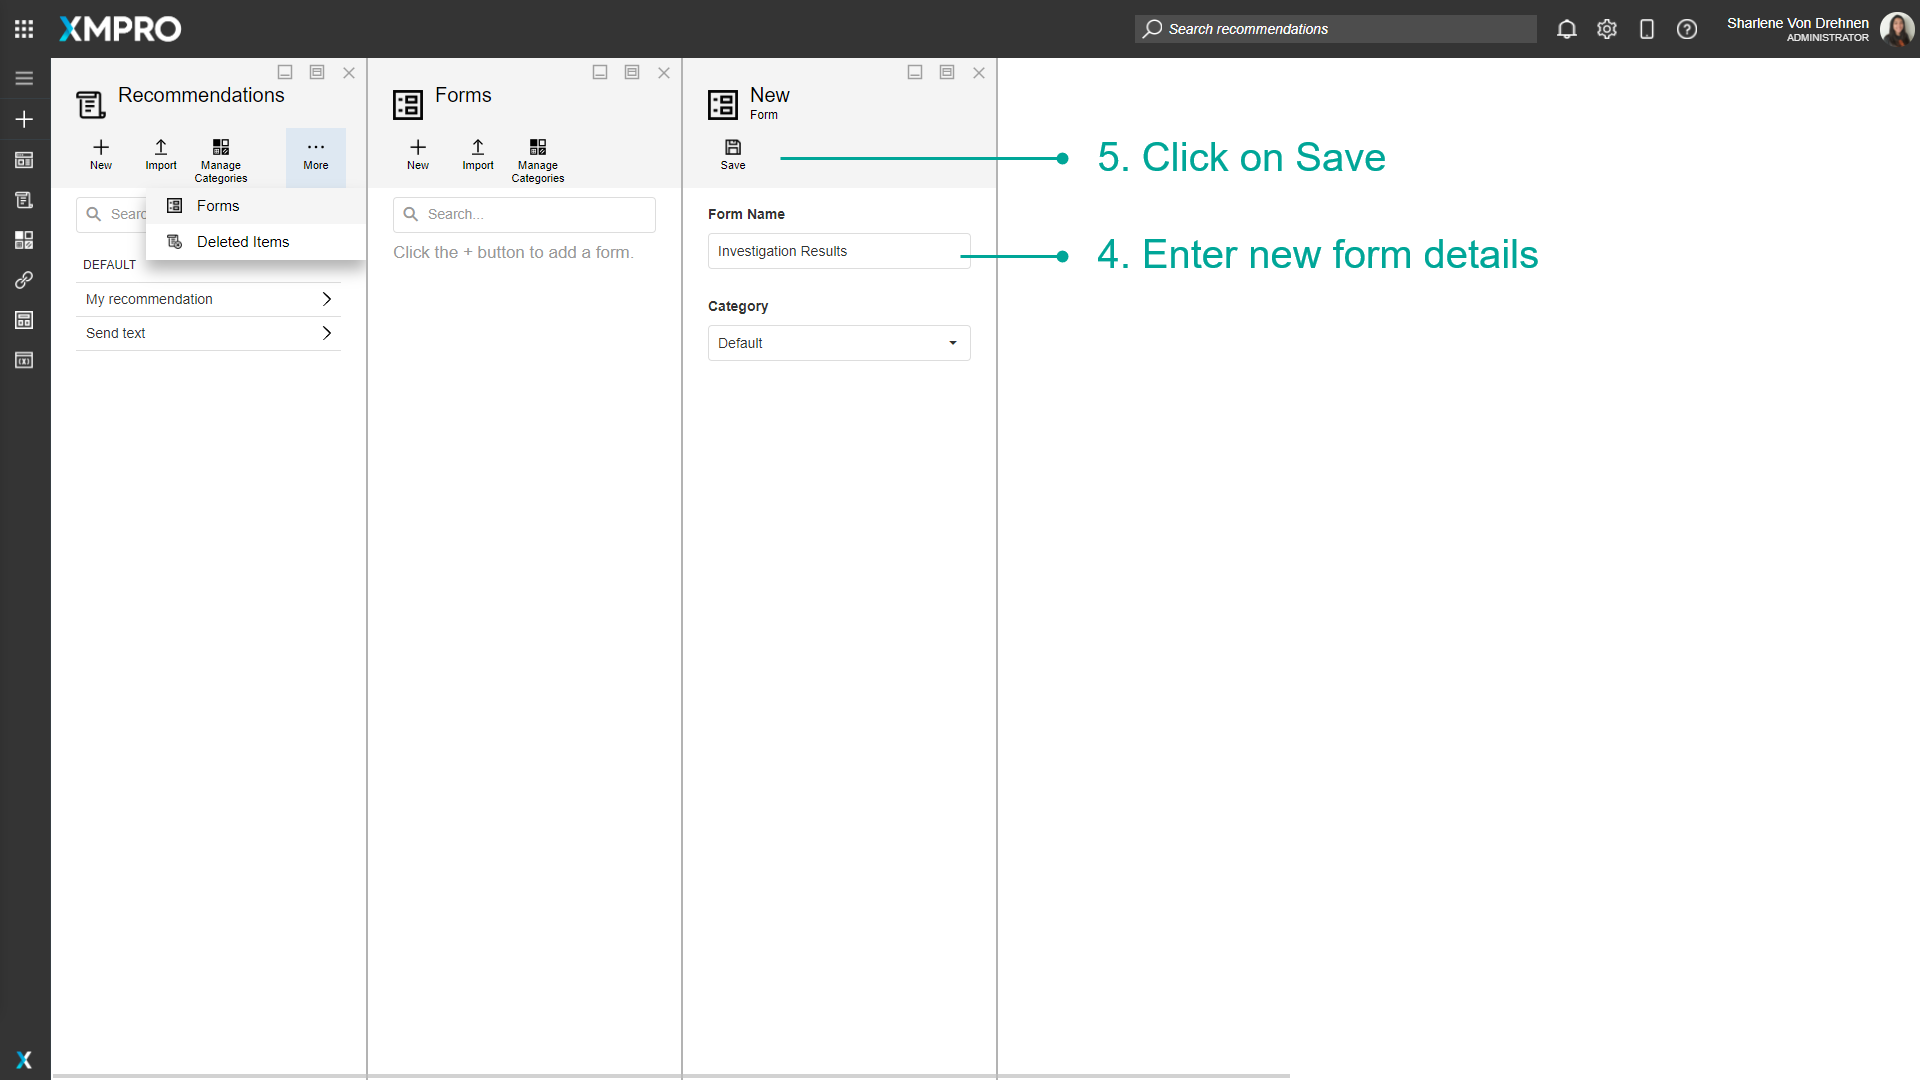 XMPRO
Search recommendations
Sharlene Von Drehnen
ADMINISTRATOR
Recommendations
New
Import
Manage
Categories
More
Forms
Deleted Items
Searc
DEFAULT
My recommendation
Send text
Forms
New
Import
Manage
Categories
Search...
Click the + button to add a form.
New
Form
Save
Form Name
Investigation Results
Category
Default
5. Click on Save
4. Enter new form details